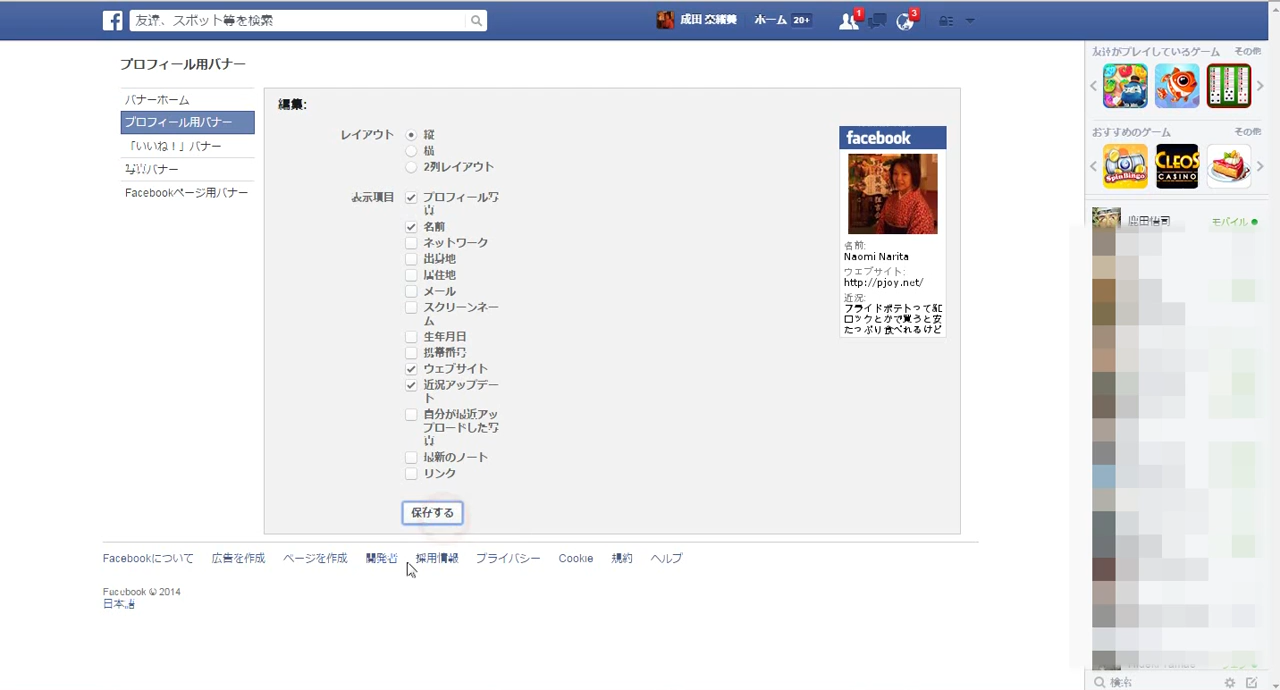 友達、スポット等を検索
成田 奈緒美 ホーム 20+ 1 3
プロフィール用バナー
バナーホーム
プロフィール用バナー
「いいね！」バナー
写真バナー
Facebookページ用バナー
編集:
レイアウト 縦
横
2列レイアウト
表示項目 プロフィール写
真
名前
ネットワーク
出身地
居住地
メール
スクリーンネー
ム
生年月日
携帯番号
ウェブサイト
近況アップデー
ト
自分が最近アッ
プロードした写
真
最新のノート
リンク
保存する
facebook
名前:
Naomi Narita
ウェブサイト:
http://pjoy.net/
近況:
フライドポテトって
ロックとかで買うと安
たっぷり食べれるけど
友達がプレイしているゲーム その他
おすすめのゲーム その他
SPIN BINGO
CLEOS
CASINO
鹿田悟司 モバイル
検索
Facebookについて 広告を作成 ページを作成 開発者 採用情報 プライバシー Cookie 規約 ヘルプ
Facebook © 2014
日本語